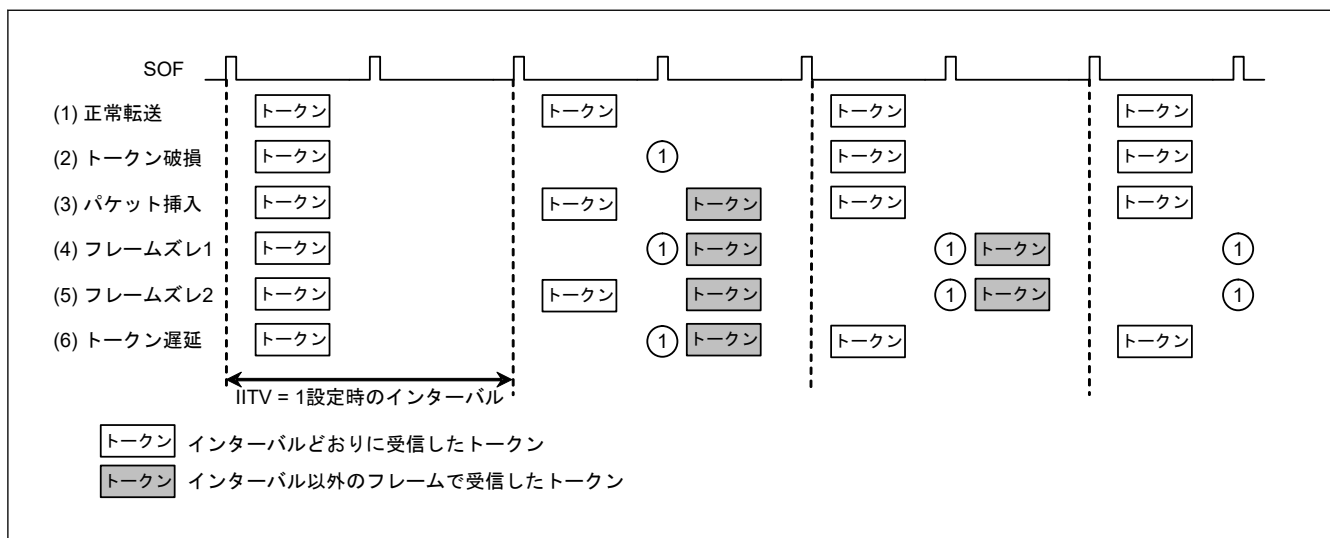 SOF
(1) 正常転送 トークン トークン トークン トークン
(2) トークン破損 トークン 1 トークン トークン
(3) パケット挿入 トークン トークン トークン トークン トークン
(4) フレームズレ1 トークン 1 トークン 1 トークン 1
(5) フレームズレ2 トークン トークン トークン 1 トークン 1
(6) トークン遅延 トークン 1 トークン トークン トークン
IITV = 1設定時のインターバル
トークン インターバルどおりに受信したトークン
トークン インターバル以外のフレームで受信したトークン